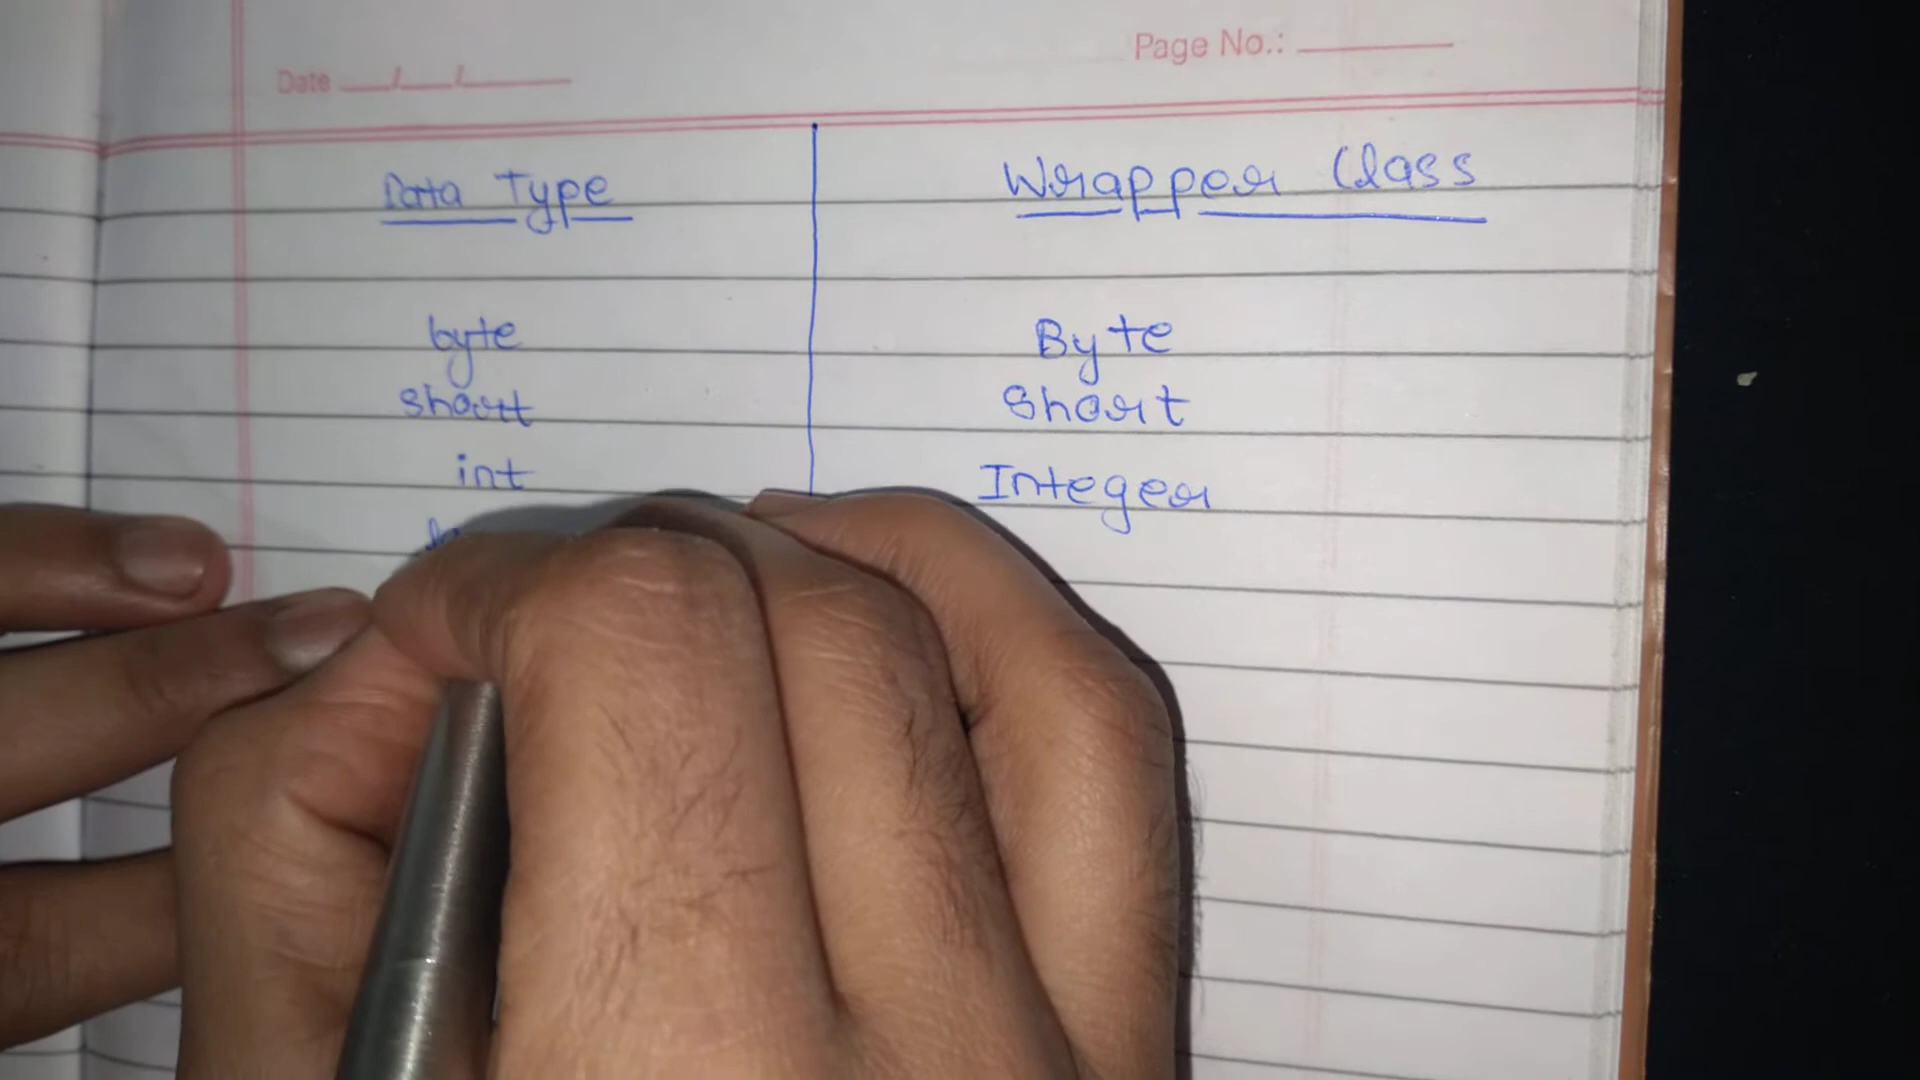 Page No.:
Date
Data Type Wrapper Class
byte Byte
short Short
int Integer